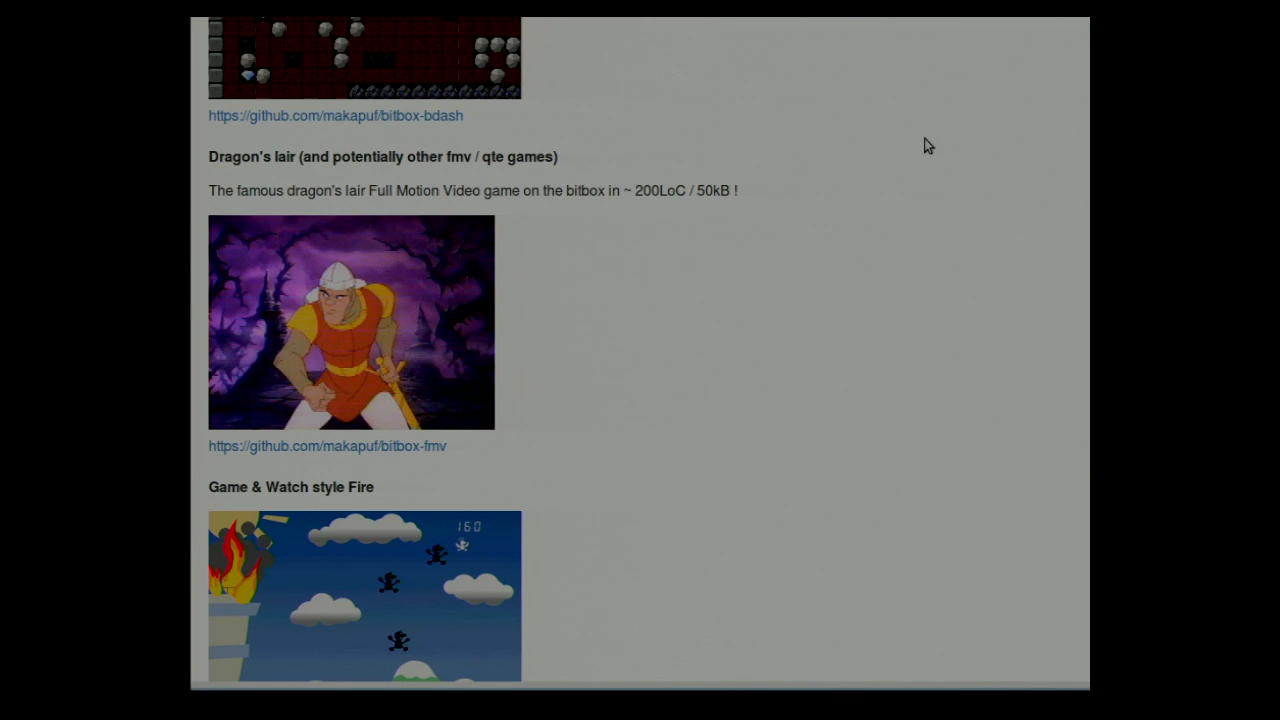 https://github.com/makapuf/bitbox-bdash
Dragon's lair (and potentially other fmv / qte games)
The famous dragon's lair Full Motion Video game on the bitbox in ~ 200LoC / 50kB !
https://github.com/makapuf/bitbox-fmv
Game & Watch style Fire
160